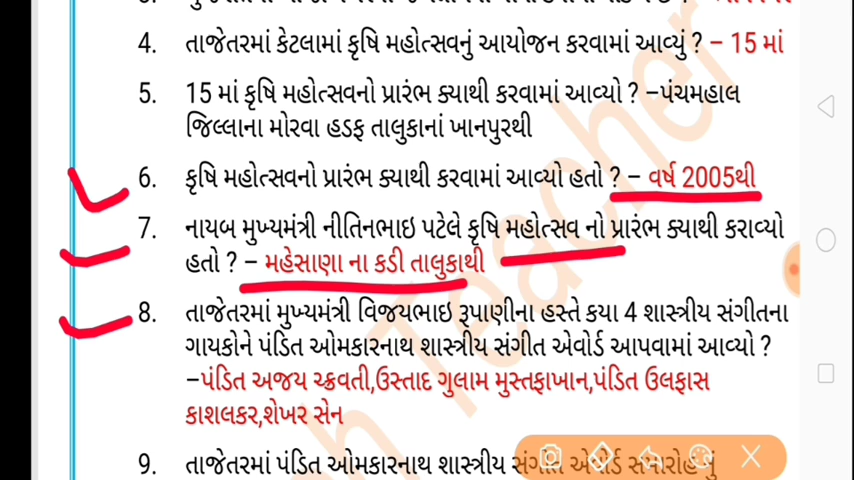 4. તાજેતરમાં કેટલામાં કૃષિ મહોત્સવનું આયોજન કરવામાં આવ્યું ? – 15 માં
5. 15 માં કૃષિ મહોત્સવનો પ્રારંભ ક્યાથી કરવામાં આવ્યો ? –પંચમહાલ
જિલ્લાના મોરવા હડફ તાલુકાનાં ખાનપુરથી
6. કૃષિ મહોત્સવનો પ્રારંભ ક્યાથી કરવામાં આવ્યો હતો ? – વર્ષ 2005થી
7. નાયબ મુખ્યમંત્રી નીતિનભાઇ પટેલે કૃષિ મહોત્સવ નો પ્રારંભ ક્યાથી કરાવ્યો
હતો ? – મહેસાણા ના કડી તાલુકાથી
8. તાજેતરમાં મુખ્યમંત્રી વિજયભાઇ રૂપાણીના હસ્તે કયા 4 શાસ્ત્રીય સંગીતના
ગાયકોને પંડિત ઓમકારનાથ શાસ્ત્રીય સંગીત એવોર્ડ આપવામાં આવ્યો ?
–પંડિત અજય ચ્ક્રવતી,ઉસ્તાદ ગુલામ મુસ્તફાખાન,પંડિત ઉલફાસ
કાશલકર,શેખર સેન
9. તાજેતરમાં પંડિત ઓમકારનાથ શાસ્ત્રીય સંગીત એવોર્ડ
Teacher